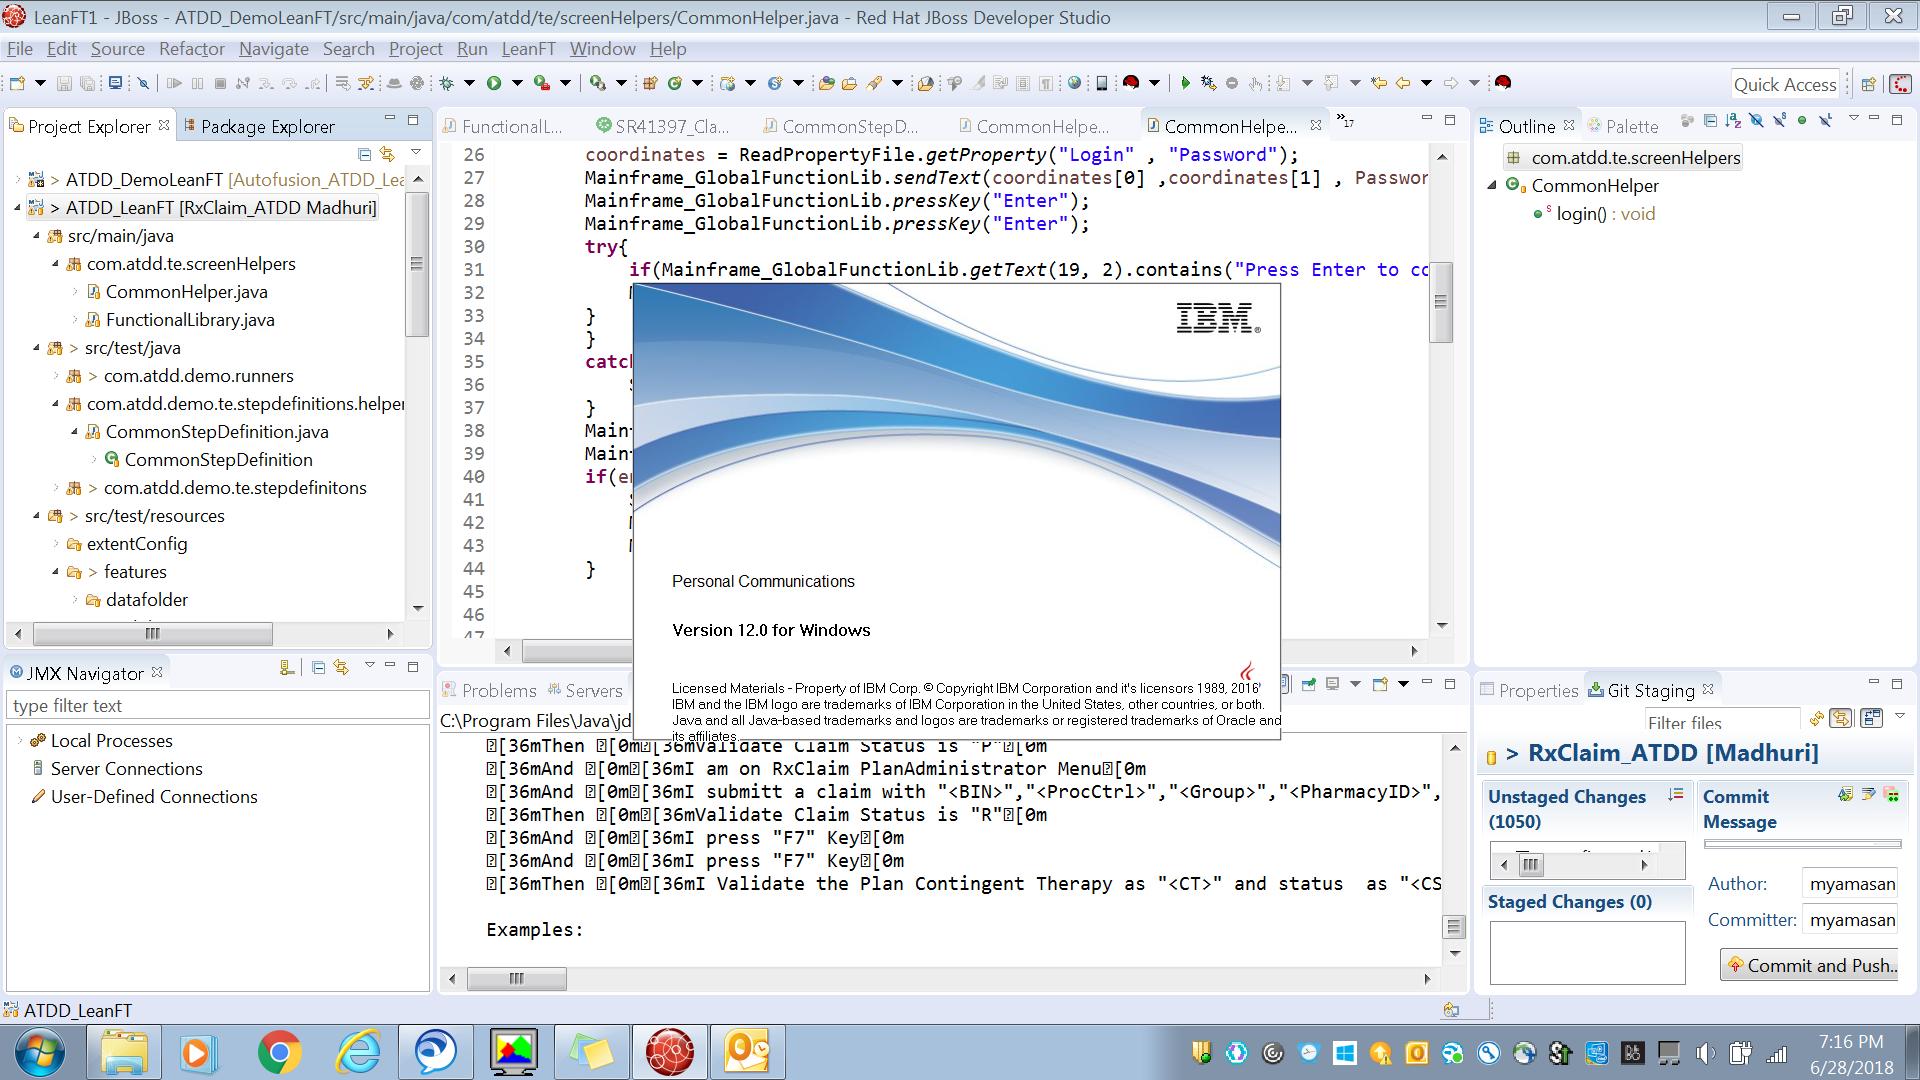 LeanFT1 - JBoss - ATDD_DemoLeanFT/src/main/java/com/atdd/te/screenHelpers/CommonHelper.java - Red Hat JBoss Developer Studio
File Edit Source Refactor Navigate Search Project Run LeanFT Window Help
Quick Access
Project Explorer
Package Explorer
> ATDD_DemoLeanFT [Autofusion_ATDD_Lea
> ATDD_LeanFT [RxClaim_ATDD Madhuri]
src/main/java
com.atdd.te.screenHelpers
CommonHelper.java
FunctionalLibrary.java
> src/test/java
> com.atdd.demo.runners
com.atdd.demo.te.stepdefinitions.helper
CommonStepDefinition.java
CommonStepDefinition
> com.atdd.demo.te.stepdefinitons
> src/test/resources
extentConfig
> features
datafolder
JMX Navigator
type filter text
Local Processes
Server Connections
User-Defined Connections
FunctionalL...
SR41397_Cla...
CommonStepD...
CommonHelpe...
CommonHelpe...
»17
26 coordinates = ReadPropertyFile.getProperty("Login" , "Password");
27 Mainframe_GlobalFunctionLib.sendText(coordinates[0] ,coordinates[1] , Passwor
28 Mainframe_GlobalFunctionLib.pressKey("Enter");
29 Mainframe_GlobalFunctionLib.pressKey("Enter");
30 try{
31 if(Mainframe_GlobalFunctionLib.getText(19, 2).contains("Press Enter to co
32
33 }
34 }
35 catch
36
37 }
38 Main
39 Main
40 if(e
41
42
43
44 }
45
46
47
IBM®
Personal Communications
Version 12.0 for Windows
Licensed Materials - Property of IBM Corp. © Copyright IBM Corporation and it's licensors 1989, 2016
IBM and the IBM logo are trademarks of IBM Corporation in the United States, other countries, or both.
Java and all Java-based trademarks and logos are trademarks or registered trademarks of Oracle and
its affiliates.
Problems
Servers
C:\Program Files\Java\jd
[36mThen [0m[36mValidate Claim Status is "P"[0m
[36mAnd [0m[36mI am on RxClaim PlanAdministrator Menu[0m
[36mAnd [0m[36mI submitt a claim with "<BIN>","<ProcCtrl>","<Group>","<PharmacyID>",
[36mThen [0m[36mValidate Claim Status is "R"[0m
[36mAnd [0m[36mI press "F7" Key[0m
[36mAnd [0m[36mI press "F7" Key[0m
[36mThen [0m[36mI Validate the Plan Contingent Therapy as "<CT>" and status  as "<CS
Examples:
Outline
Palette
com.atdd.te.screenHelpers
CommonHelper
login() : void
Properties
Git Staging
Filter files
> RxClaim_ATDD [Madhuri]
Unstaged Changes
(1050)
Staged Changes (0)
Commit
Message
Author: myamasan
Committer: myamasan
Commit and Push..
ATDD_LeanFT
7:16 PM
6/28/2018